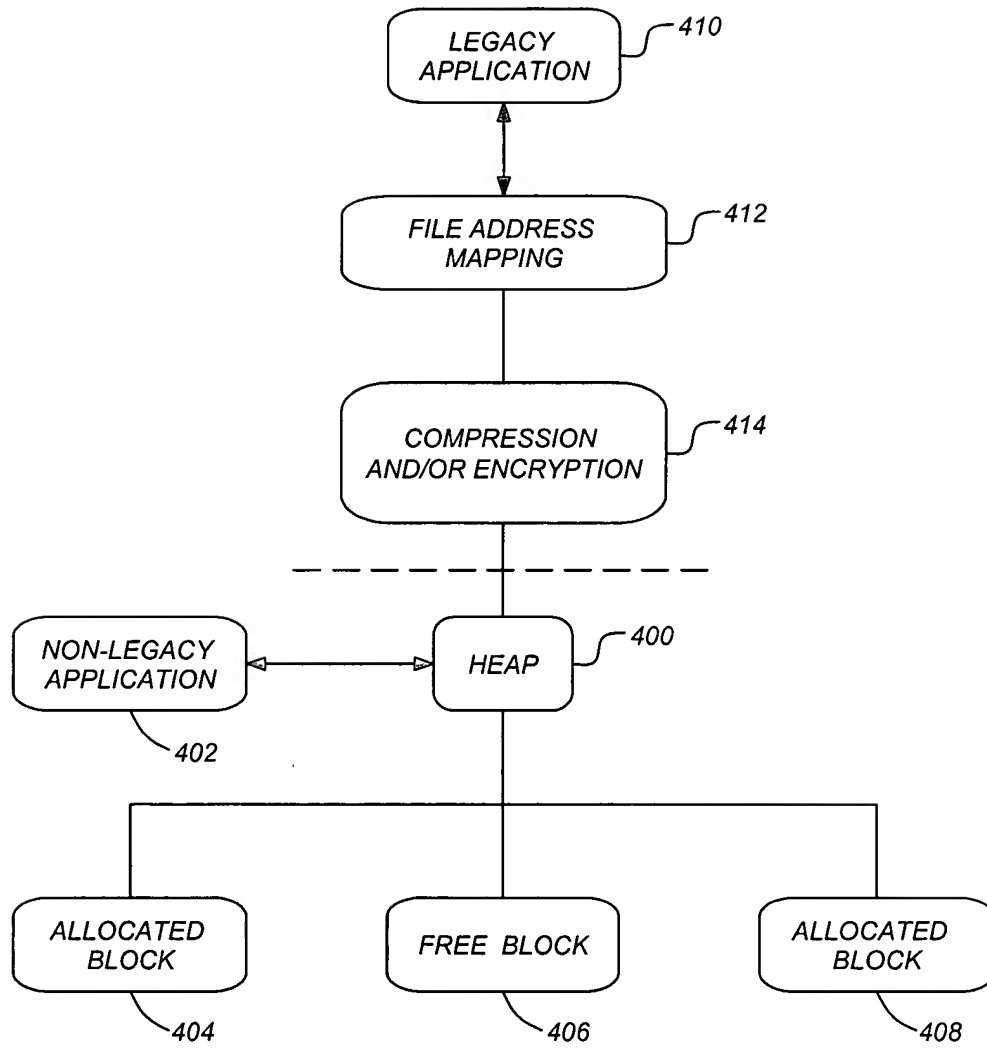 LEGACY
APPLICATION
410
FILE ADDRESS
MAPPING
412
COMPRESSION
AND/OR ENCRYPTION
414
NON-LEGACY
APPLICATION
402
HEAP
400
ALLOCATED
BLOCK
404
FREE BLOCK
406
ALLOCATED
BLOCK
408